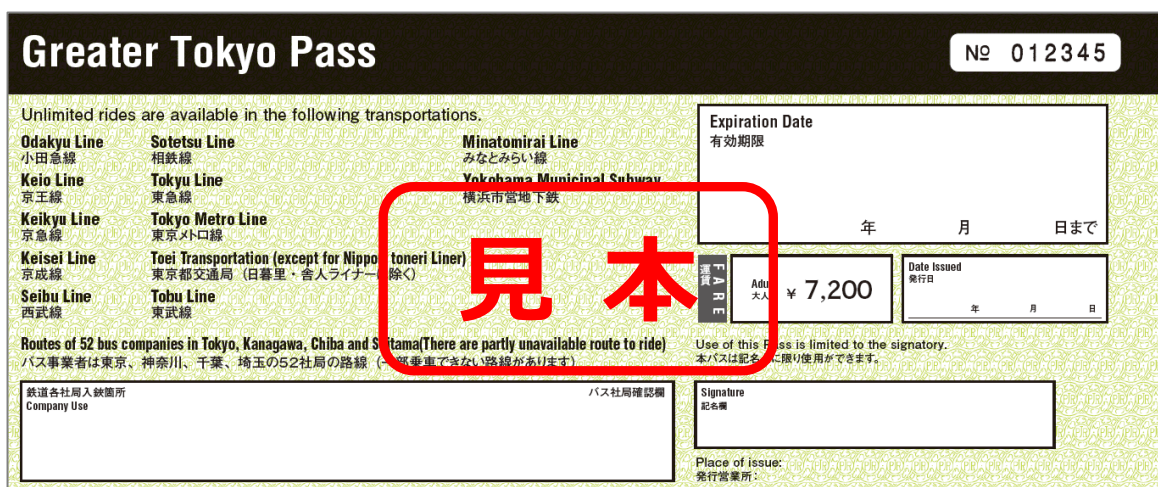 Greater Tokyo Pass
№ 012345
Unlimited rides are available in the following transportations.
Odakyu Line
小田急線
Keio Line
京王線
Keikyu Line
京急線
Keisei Line
京成線
Seibu Line
西武線
Sotetsu Line
相鉄線
Tokyu Line
東急線
Tokyo Metro Line
東京メトロ線
Toei Transportation (except for Nippori toneri Liner)
東京都交通局（日暮里・舎人ライナーは除く）
Tobu Line
東武線
Minatomirai Line
みなとみらい線
Yokohama Municipal Subway
横浜市営地下鉄
Routes of 52 bus companies in Tokyo, Kanagawa, Chiba and Saitama(There are partly unavailable route to ride)
バス事業者は東京、神奈川、千葉、埼玉の52社局の路線（一部乗車できない路線があります）
見本
Expiration Date
有効期限
年 月 日まで
FARE
運賃
Adult
大人
¥ 7,200
Date Issued
発行日
年 月 日
Use of this Pass is limited to the signatory.
本パスは記名人に限り使用ができます。
鉄道各社局入鋏箇所 バス社局確認欄
Company Use
Signature
記名欄
Place of issue:
発行営業所：